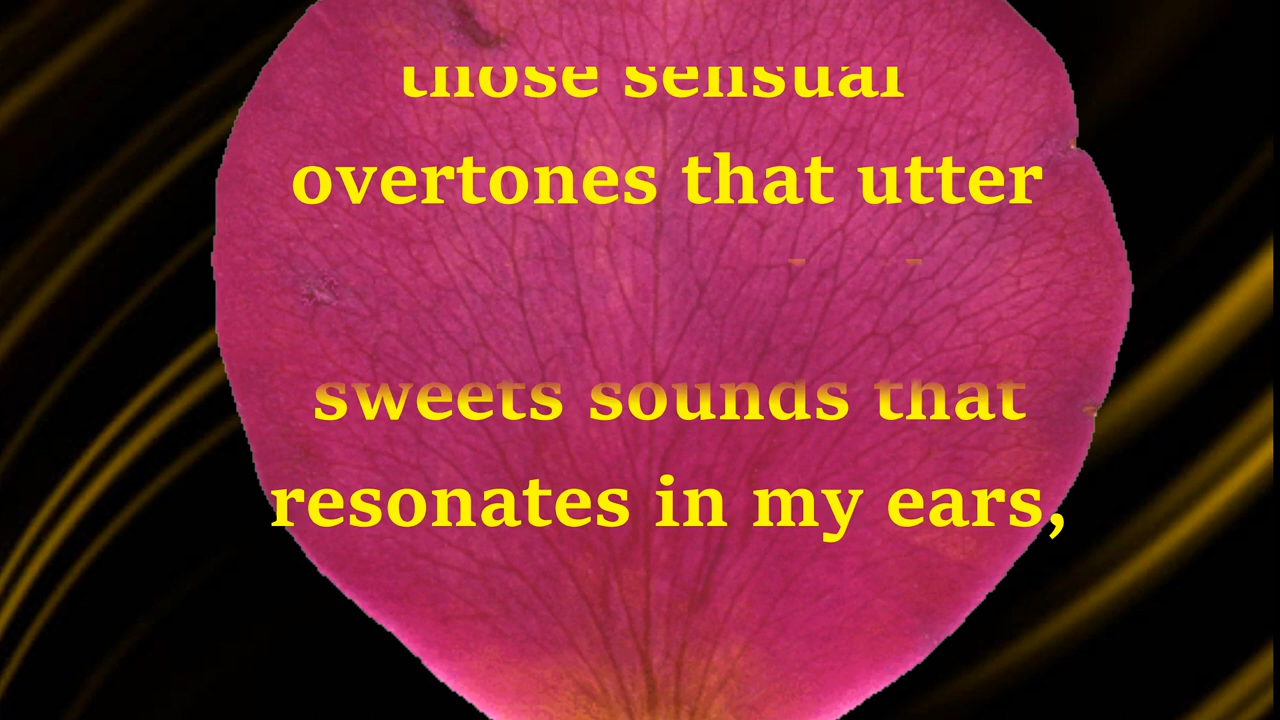 those sensual
overtones that utter
sweets sounds that
resonates in my ears,